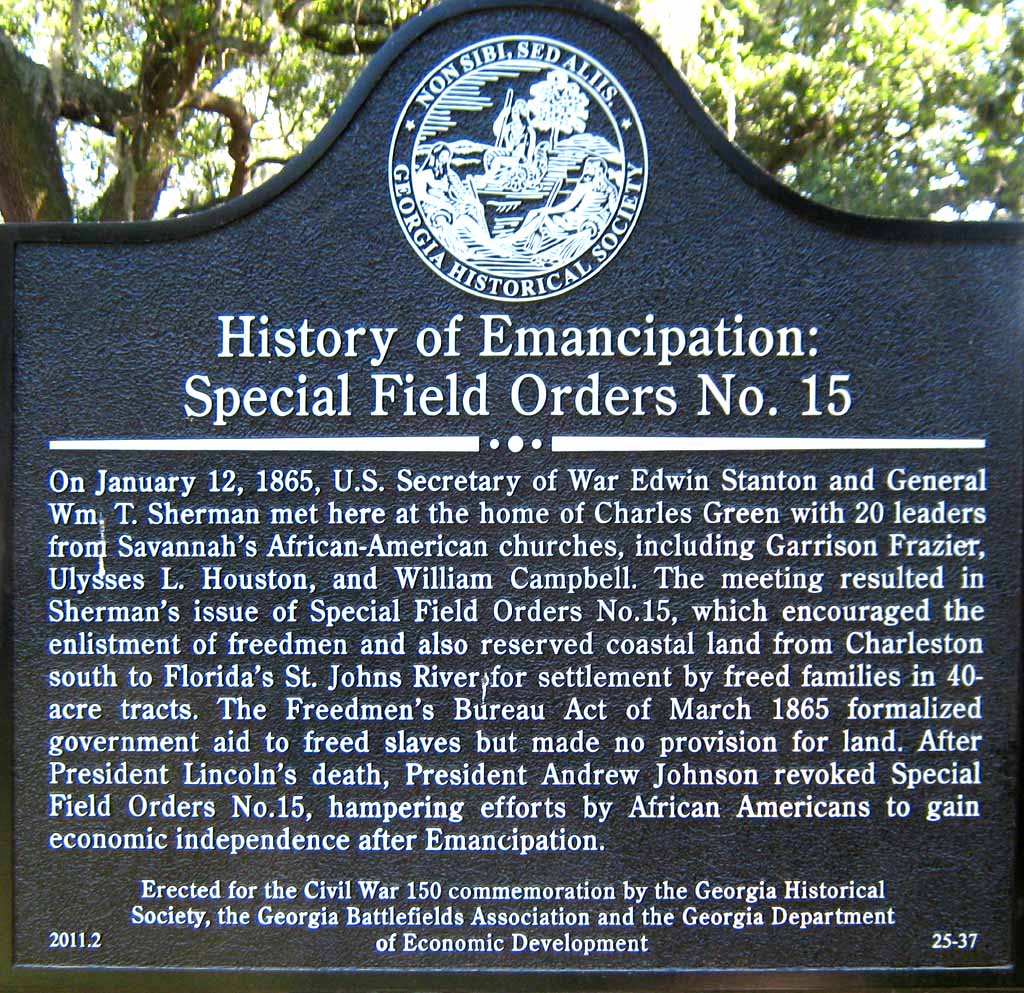 NON SIBI, SED ALIIS.
GEORGIA HISTORICAL SOCIETY
History of Emancipation:
Special Field Orders No. 15
On January 12, 1865, U.S. Secretary of War Edwin Stanton and General
Wm. T. Sherman met here at the home of Charles Green with 20 leaders
from Savannah's African-American churches, including Garrison Frazier,
Ulysses L. Houston, and William Campbell. The meeting resulted in
Sherman's issue of Special Field Orders No.15, which encouraged the
enlistment of freedmen and also reserved coastal land from Charleston
south to Florida's St. Johns River for settlement by freed families in 40-
acre tracts. The Freedmen's Bureau Act of March 1865 formalized
government aid to freed slaves but made no provision for land. After
President Lincoln's death, President Andrew Johnson revoked Special
Field Orders No.15, hampering efforts by African Americans to gain
economic independence after Emancipation.
Erected for the Civil War 150 commemoration by the Georgia Historical
Society, the Georgia Battlefields Association and the Georgia Department
of Economic Development
2011.2
25-37